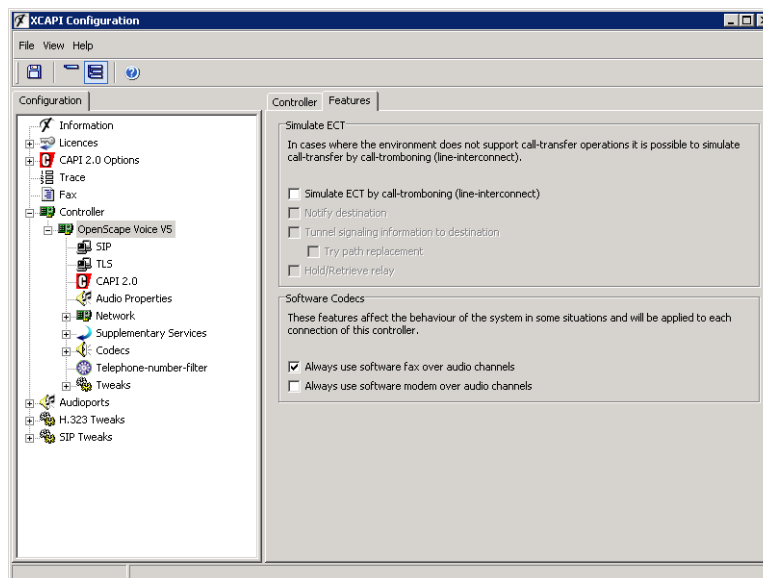 XCAPI Configuration
File View Help
Configuration
Information
Licences
CAPI 2.0 Options
Trace
Fax
Controller
OpenScape Voice V5
SIP
TLS
CAPI 2.0
Audio Properties
Network
Supplementary Services
Codecs
Telephone-number-filter
Tweaks
Audioports
H.323 Tweaks
SIP Tweaks
Controller Features
Simulate ECT
In cases where the environment does not support call-transfer operations it is possible to simulate
call-transfer by call-tromboning (line-interconnect).
Simulate ECT by call-tromboning (line-interconnect)
Notify destination
Tunnel signaling information to destination
Try path replacement
Hold/Retrieve relay
Software Codecs
These features affect the behaviour of the system in some situations and will be applied to each
connection of this controller.
Always use software fax over audio channels
Always use software modem over audio channels